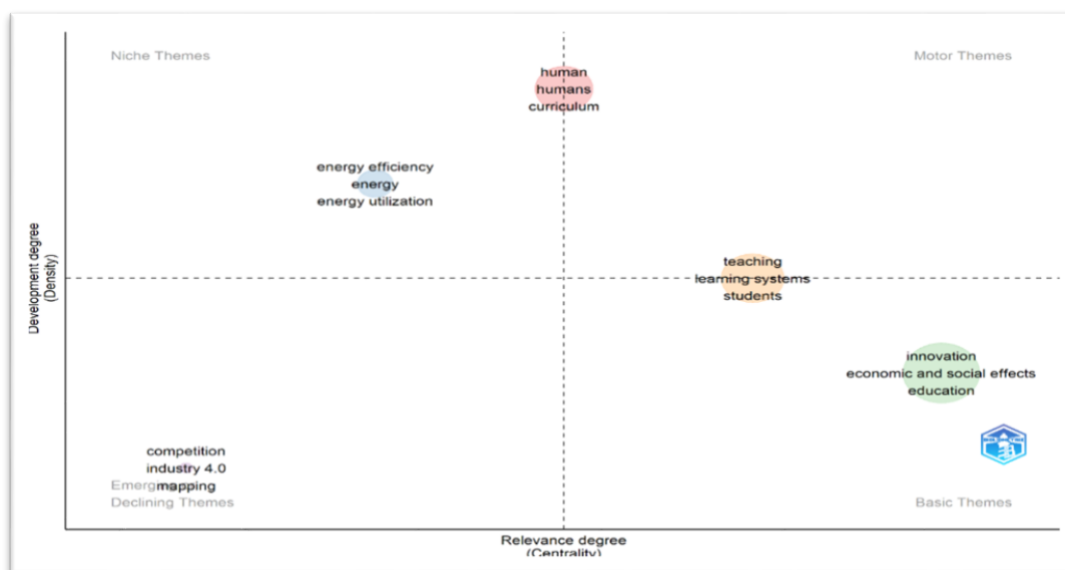 Niche Themes
Motor Themes
human
humans
curriculum
energy efficiency
energy
energy utilization
Development degree
(Density)
teaching
learning systems
students
innovation
economic and social effects
education
competition
industry 4.0
mapping
Declining Themes
Basic Themes
Relevance degree
(Centrality)